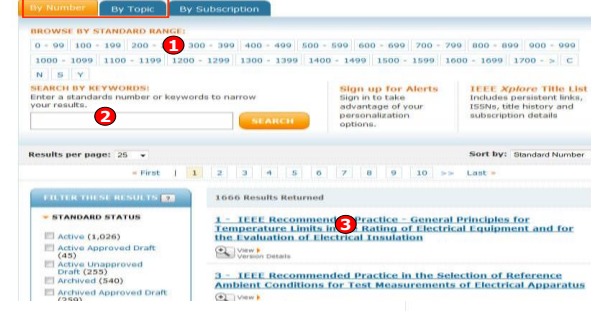 By Number By Topic By Subscription
BROWSE BY STANDARD RANGE:
0 - 99 100 - 199 200 - 1 300 - 399 400 - 499 500 - 599 600 - 699 700 - 799 800 - 899 900 - 999
1000 - 1099 1100 - 1199 1200 - 1299 1300 - 1399 1400 - 1499 1500 - 1599 1600 - 1699 1700 - > C
N S Y
SEARCH BY KEYWORDS:
Enter a standards number or keywords to narrow
your results.
2
SEARCH
Sign up for Alerts
Sign in to take
advantage of your
personalization
options.
IEEE Xplore Title List
Includes persistent links,
ISSNs, title history and
subscription details
Results per page: 25
Sort by: Standard Number
« First | 1 2 3 4 5 6 7 8 9 10 >> Last »
FILTER THESE RESULTS ?
STANDARD STATUS
Active (1,026)
Active Approved Draft
(45)
Active Unapproved
Draft (255)
Archived (540)
Archived Approved Draft
(259)
1666 Results Returned
1 - IEEE Recommende 3 Practice - General Principles for
Temperature Limits in Rating of Electrical Equipment and for
the Evaluation of Electrical Insulation
View
Version Details
3 - IEEE Recommended Practice in the Selection of Reference
Ambient Conditions for Test Measurements of Electrical Apparatus
View